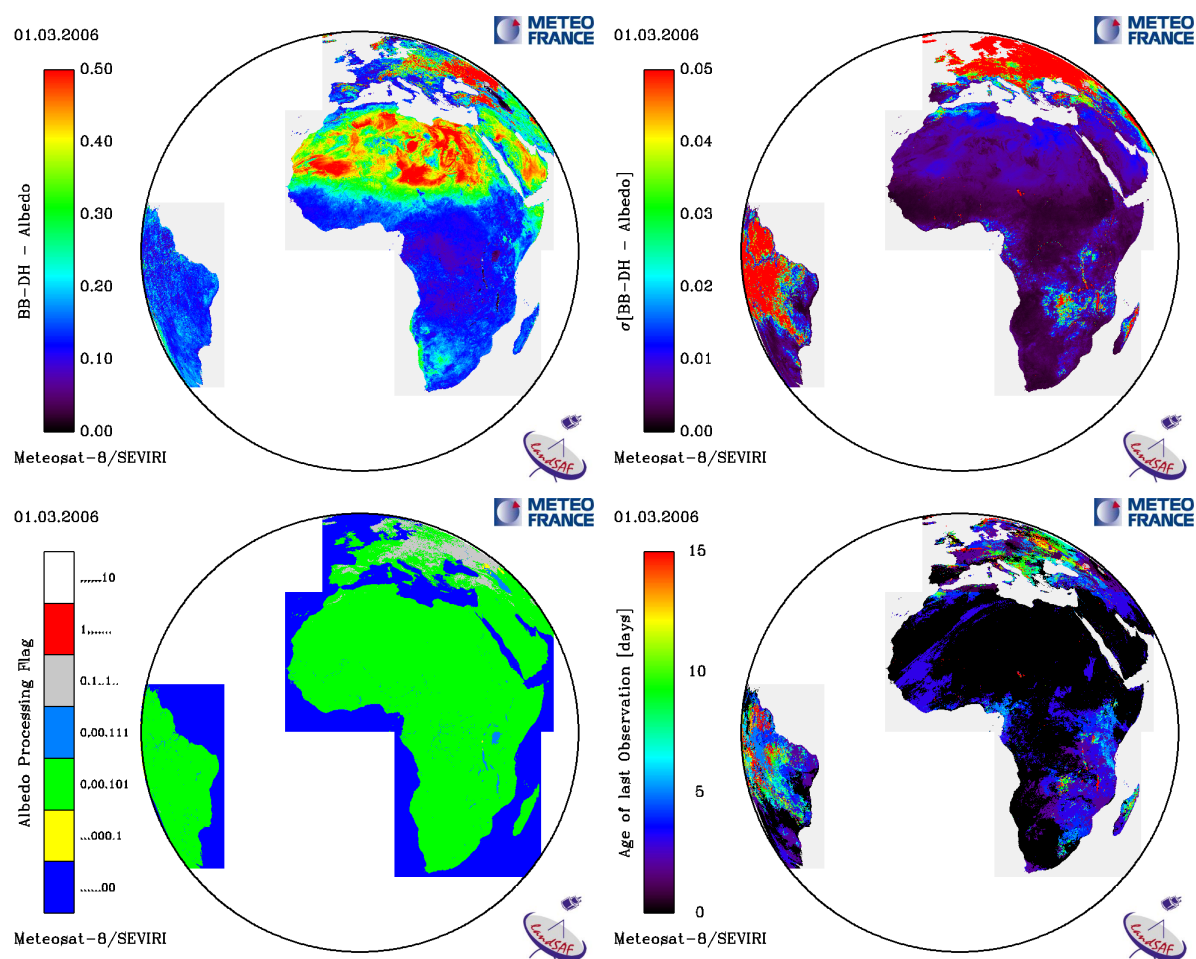 METEO
FRANCE
01.03.2006
0.50
0.40
0.30
0.20
0.10
0.00
BB-DH - Albedo
Meteosat-8/SEVIRI
LandSAF
METEO
FRANCE
01.03.2006
0.05
0.04
0.03
0.02
0.01
0.00
σ[BB-DH - Albedo]
Meteosat-8/SEVIRI
LandSAF
METEO
FRANCE
01.03.2006
,,,,,,10
1,,,,,,,
0.1..1..
0.00.111
0.00.101
...000.1
......00
Albedo Processing Flag
Meteosat-8/SEVIRI
LandSAF
METEO
FRANCE
01.03.2006
15
10
5
0
Age of last Observation [days]
Meteosat-8/SEVIRI
LandSAF